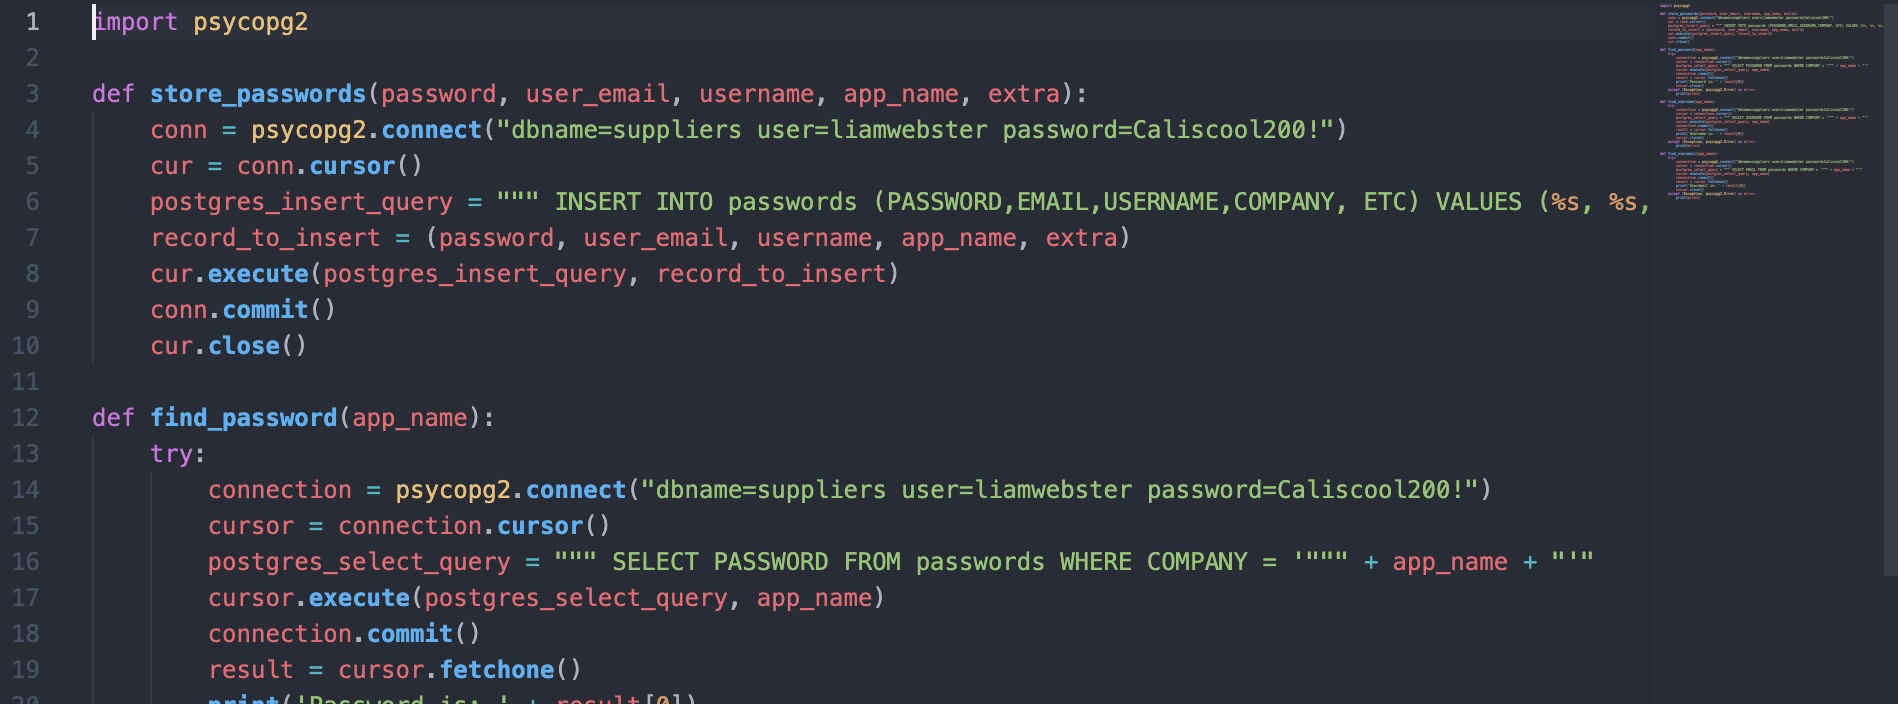 1 import psycopg2
2
3 def store_passwords(password, user_email, username, app_name, extra):
4     conn = psycopg2.connect("dbname=suppliers user=liamwebster password=Caliscool200!")
5     cur = conn.cursor()
6     postgres_insert_query = """ INSERT INTO passwords (PASSWORD,EMAIL,USERNAME,COMPANY, ETC) VALUES (%s, %s,
7     record_to_insert = (password, user_email, username, app_name, extra)
8     cur.execute(postgres_insert_query, record_to_insert)
9     conn.commit()
10     cur.close()
11
12 def find_password(app_name):
13     try:
14         connection = psycopg2.connect("dbname=suppliers user=liamwebster password=Caliscool200!")
15         cursor = connection.cursor()
16         postgres_select_query = """ SELECT PASSWORD FROM passwords WHERE COMPANY = '""" + app_name + "'"
17         cursor.execute(postgres_select_query, app_name)
18         connection.commit()
19         result = cursor.fetchone()
20         print('Password is: ' + result[0])